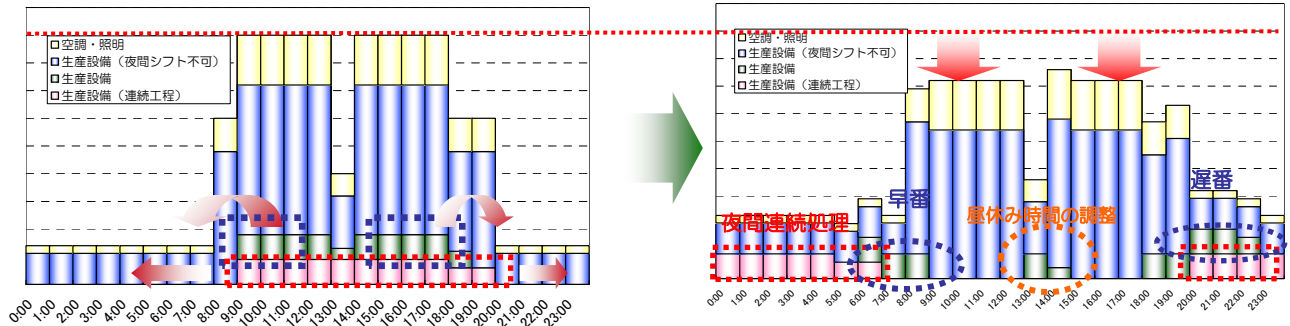 空調・照明
生産設備（夜間シフト不可）
生産設備
生産設備（連続工程）
0:00 1:00 2:00 3:00 4:00 5:00 6:00 7:00 8:00 9:00 10:00 11:00 12:00 13:00 14:00 15:00 16:00 17:00 18:00 19:00 20:00 21:00 22:00 23:00
空調・照明
生産設備（夜間シフト不可）
生産設備
生産設備（連続工程）
夜間連続処理
早番
昼休み時間の調整
遅番
0:00 1:00 2:00 3:00 4:00 5:00 6:00 7:00 8:00 9:00 10:00 11:00 12:00 13:00 14:00 15:00 16:00 17:00 18:00 19:00 20:00 21:00 22:00 23:00